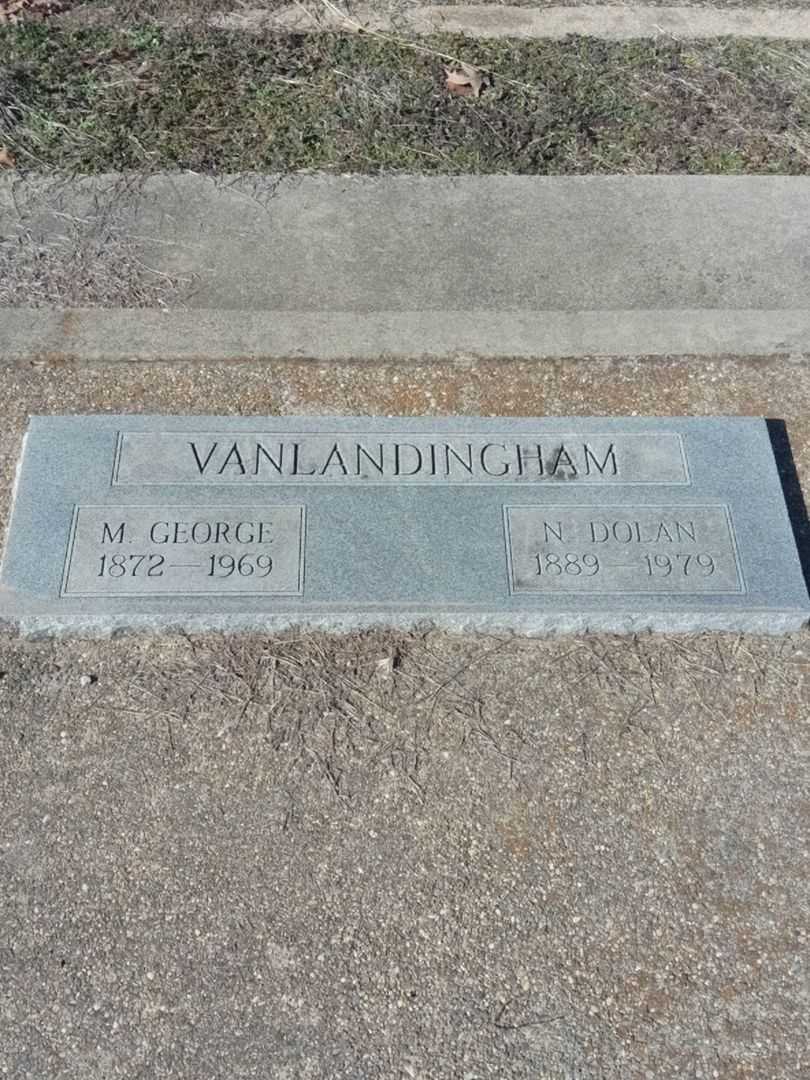 VANLANDINGHAM
M. GEORGE
1872—1969
N DOLAN
1889—1979